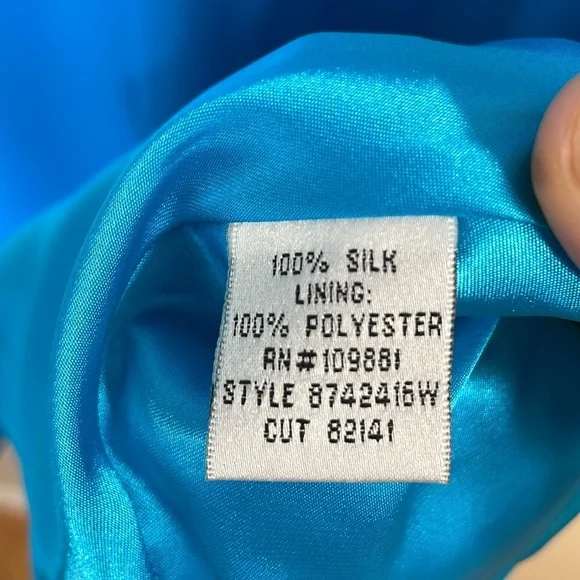 100% SILK
LINING:
100% POLYESTER
RN#109881
STYLE 8742416W
CUT 82141